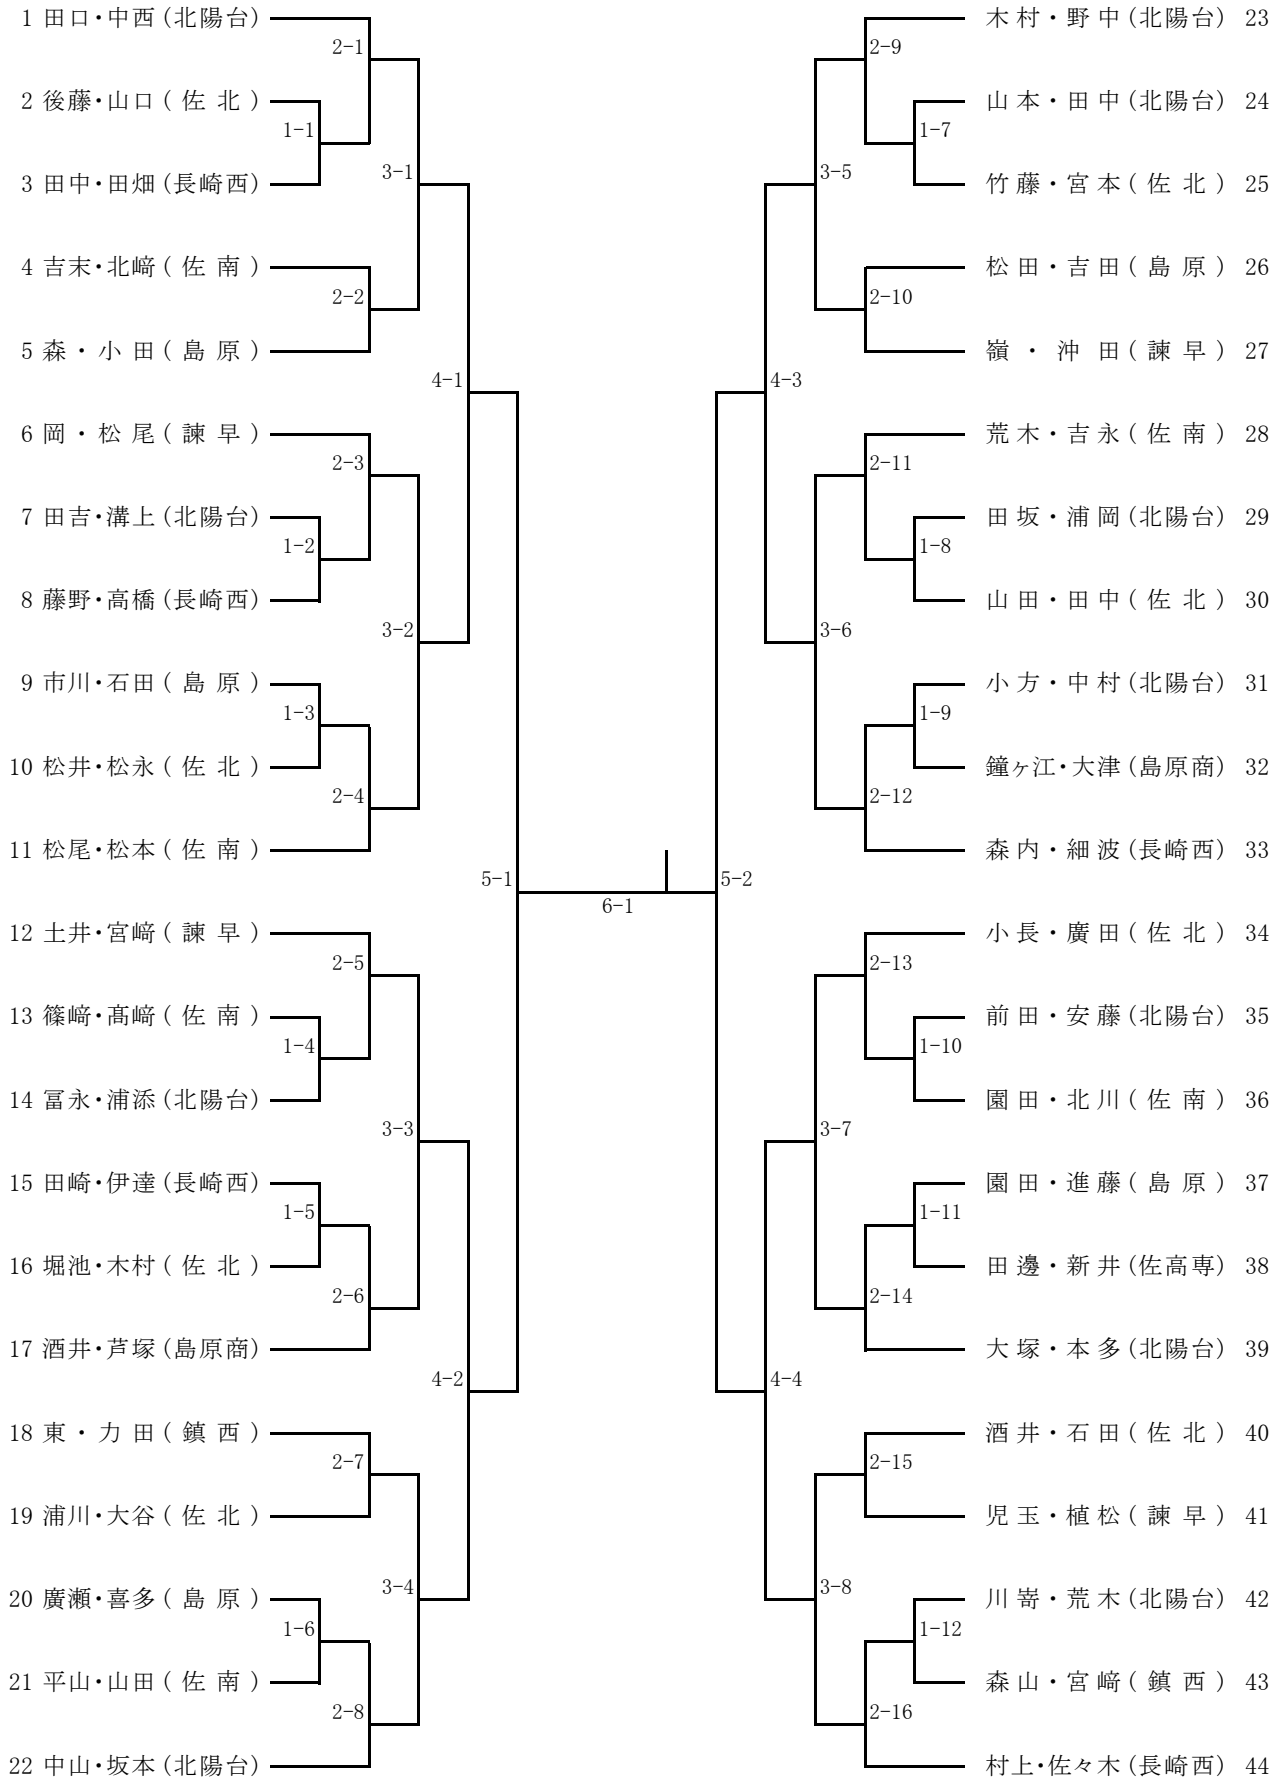 1 田口・中西(北陽台)
2-1
2 後藤・山口(佐北)
1-1
3 田中・田畑(長崎西)
3-1
4 吉末・北﨑(佐南)
2-2
5 森・小田(島原)
4-1
6 岡・松尾(諫早)
2-3
7 田吉・溝上(北陽台)
1-2
8 藤野・高橋(長崎西)
3-2
9 市川・石田(島原)
1-3
10 松井・松永(佐北)
2-4
11 松尾・松本(佐南)
5-1
12 土井・宮﨑(諫早)
2-5
13 篠﨑・髙﨑(佐南)
1-4
14 冨永・浦添(北陽台)
3-3
15 田崎・伊達(長崎西)
1-5
16 堀池・木村(佐北)
2-6
17 酒井・芦塚(島原商)
4-2
18 東・力田(鎮西)
2-7
19 浦川・大谷(佐北)
3-4
20 廣瀬・喜多(島原)
1-6
21 平山・山田(佐南)
2-8
22 中山・坂本(北陽台)
6-1
木村・野中(北陽台) 23
2-9
山本・田中(北陽台) 24
1-7
竹藤・宮本(佐北) 25
3-5
松田・吉田(島原) 26
2-10
嶺・沖田(諫早) 27
4-3
荒木・吉永(佐南) 28
2-11
田坂・浦岡(北陽台) 29
1-8
山田・田中(佐北) 30
3-6
小方・中村(北陽台) 31
1-9
鐘ヶ江・大津(島原商) 32
2-12
森内・細波(長崎西) 33
5-2
小長・廣田(佐北) 34
2-13
前田・安藤(北陽台) 35
1-10
園田・北川(佐南) 36
3-7
園田・進藤(島原) 37
1-11
田邊・新井(佐高専) 38
2-14
大塚・本多(北陽台) 39
4-4
酒井・石田(佐北) 40
2-15
児玉・植松(諫早) 41
3-8
川嵜・荒木(北陽台) 42
1-12
森山・宮﨑(鎮西) 43
2-16
村上・佐々木(長崎西) 44